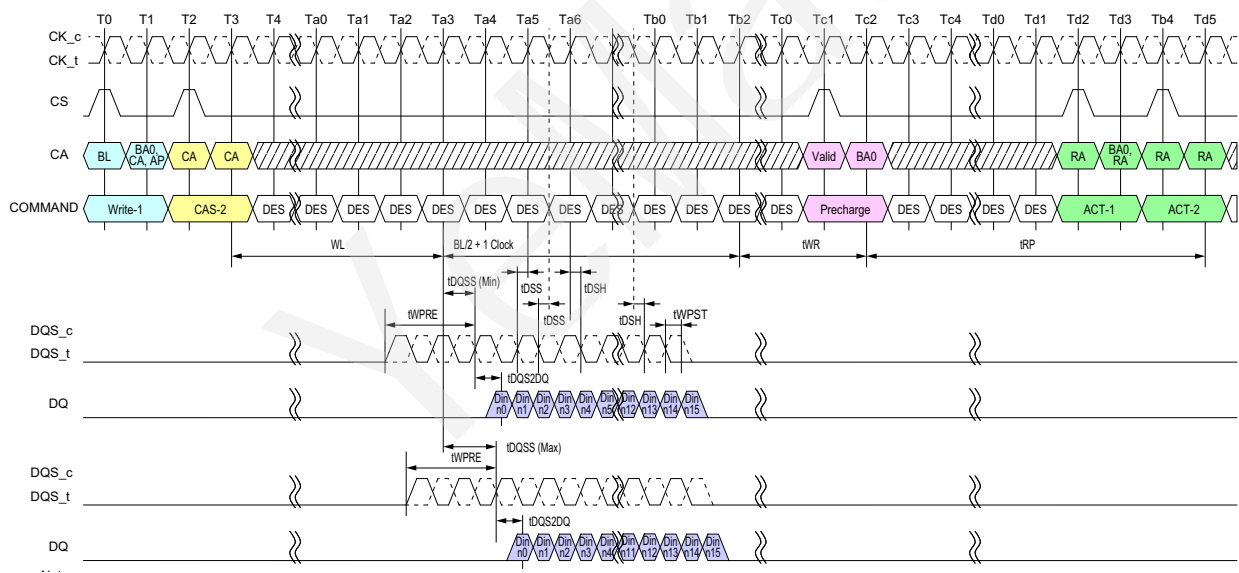 T0 T1 T2 T3 T4 Ta0 Ta1 Ta2 Ta3 Ta4 Ta5 Ta6 Tb0 Tb1 Tb2 Tc0 Tc1 Tc2 Tc3 Tc4 Td0 Td1 Td2 Td3 Tb4 Td5
CK_c
CK_t
CS
CA BL BA0, CA, AP CA CA Valid BA0 RA BA0, RA RA RA
COMMAND Write-1 CAS-2 DES DES DES DES DES DES DES DES DES DES DES DES DES Precharge DES DES DES DES ACT-1 ACT-2
WL BL/2 + 1 Clock tWR tRP
tDQSS (Min) tDSS tDSH
tWPRE tDSS tDSH tWPST
DQS_c
DQS_t
tDQS2DQ
DQ Din n0 Din n1 Din n2 Din n3 Din n4 Din n5 Din n12 Din n13 Din n14 Din n15
tDQSS (Max)
tWPRE
DQS_c
DQS_t
tDQS2DQ
DQ Din n0 Din n1 Din n2 Din n3 Din n4 Din n11 Din n12 Din n13 Din n14 Din n15